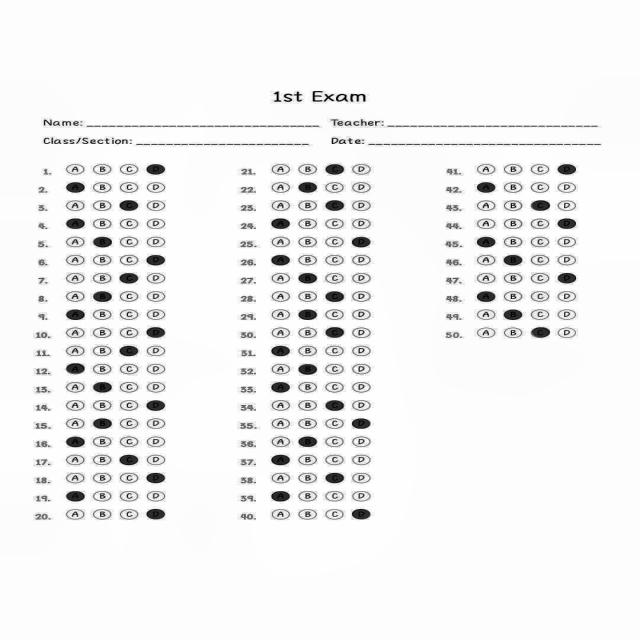 1st Exam
Name: ______________________________ Teacher: ___________________________
Class/Section: ______________________ Date: ______________________________
1. A B C D 21. A B C D 41. A B C D
2. A B C D 22. A B C D 42. A B C D
3. A B C D 23. A B C D 43. A B C D
4. A B C D 24. A B C D 44. A B C D
5. A B C D 25. A B C D 45. A B C D
6. A B C D 26. A B C D 46. A B C D
7. A B C D 27. A B C D 47. A B C D
8. A B C D 28. A B C D 48. A B C D
9. A B C D 29. A B C D 49. A B C D
10. A B C D 30. A B C D 50. A B C D
11. A B C D 31. A B C D
12. A B C D 32. A B C D
13. A B C D 33. A B C D
14. A B C D 34. A B C D
15. A B C D 35. A B C D
16. A B C D 36. A B C D
17. A B C D 37. A B C D
18. A B C D 38. A B C D
19. A B C D 39. A B C D
20. A B C D 40. A B C D